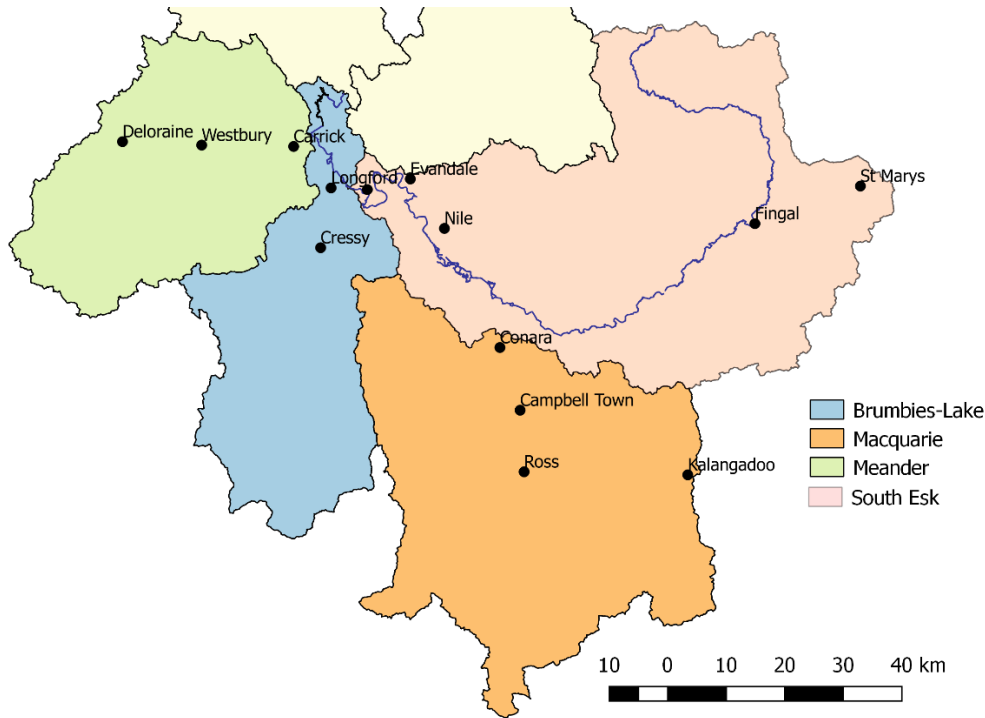 Deloraine
Westbury
Carrick
Evandale
Longford
St Marys
Nile
Fingal
Cressy
Conara
Campbell Town
Ross
Kalangadoo
Brumbies-Lake
Macquarie
Meander
South Esk
10 0 10 20 30 40 km